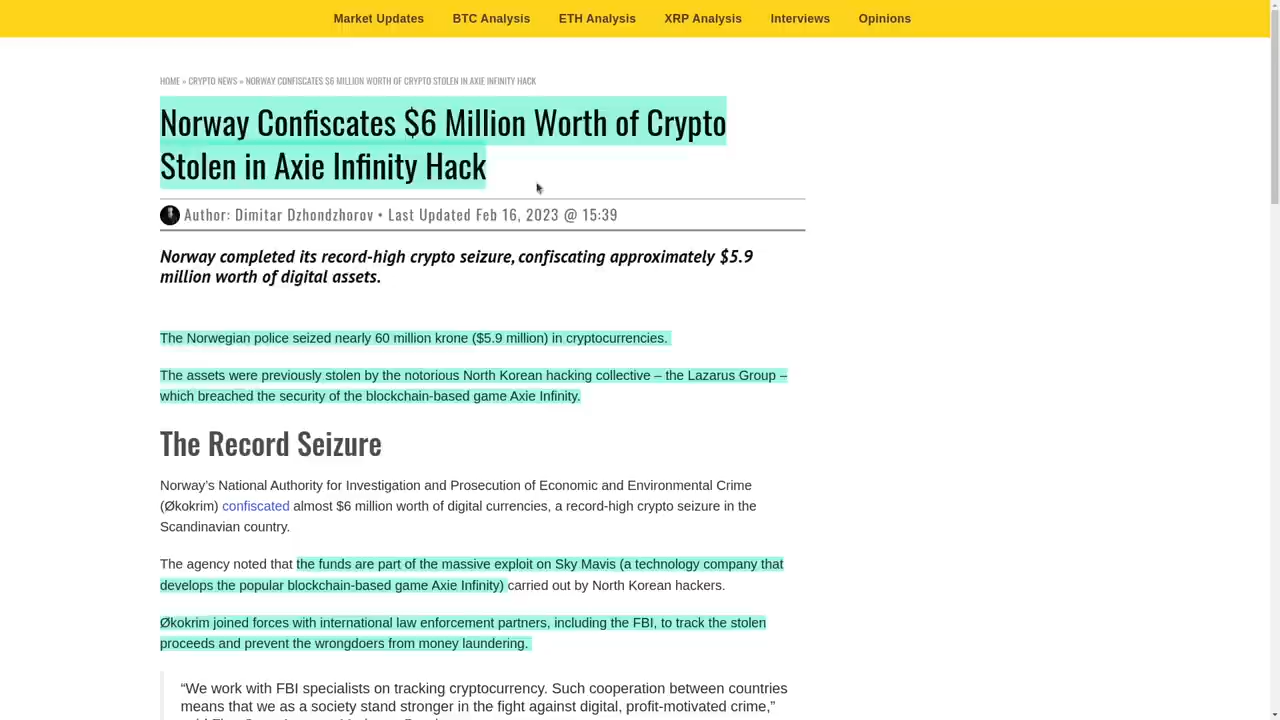 Market Updates BTC Analysis ETH Analysis XRP Analysis Interviews Opinions
HOME » CRYPTO NEWS » NORWAY CONFISCATES $6 MILLION WORTH OF CRYPTO STOLEN IN AXIE INFINITY HACK
Norway Confiscates $6 Million Worth of Crypto
Stolen in Axie Infinity Hack
Author: Dimitar Dzhondzhorov • Last Updated Feb 16, 2023 @ 15:39
Norway completed its record-high crypto seizure, confiscating approximately $5.9
million worth of digital assets.
The Norwegian police seized nearly 60 million krone ($5.9 million) in cryptocurrencies.
The assets were previously stolen by the notorious North Korean hacking collective – the Lazarus Group –
which breached the security of the blockchain-based game Axie Infinity.
The Record Seizure
Norway’s National Authority for Investigation and Prosecution of Economic and Environmental Crime
(Økokrim) confiscated almost $6 million worth of digital currencies, a record-high crypto seizure in the
Scandinavian country.
The agency noted that the funds are part of the massive exploit on Sky Mavis (a technology company that
develops the popular blockchain-based game Axie Infinity) carried out by North Korean hackers.
Økokrim joined forces with international law enforcement partners, including the FBI, to track the stolen
proceeds and prevent the wrongdoers from money laundering.
“We work with FBI specialists on tracking cryptocurrency. Such cooperation between countries
means that we as a society stand stronger in the fight against digital, profit-motivated crime,”